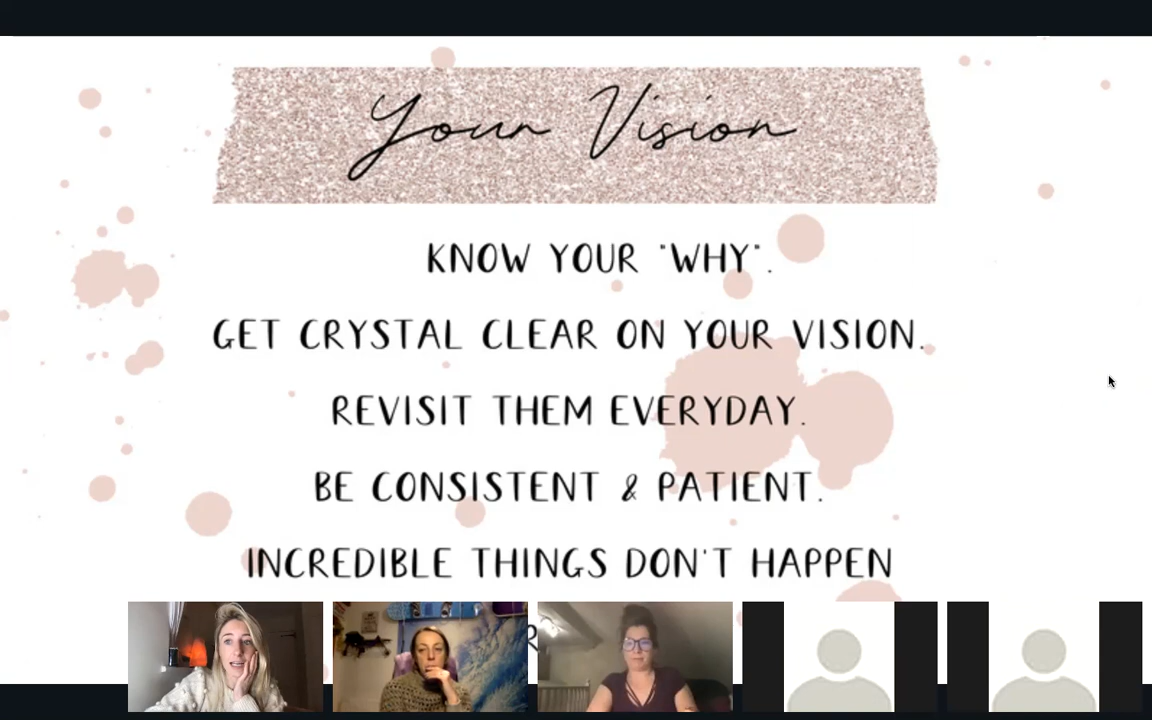 Your Vision
KNOW YOUR "WHY".
GET CRYSTAL CLEAR ON YOUR VISION.
REVISIT THEM EVERYDAY.
BE CONSISTENT & PATIENT.
INCREDIBLE THINGS DON'T HAPPEN